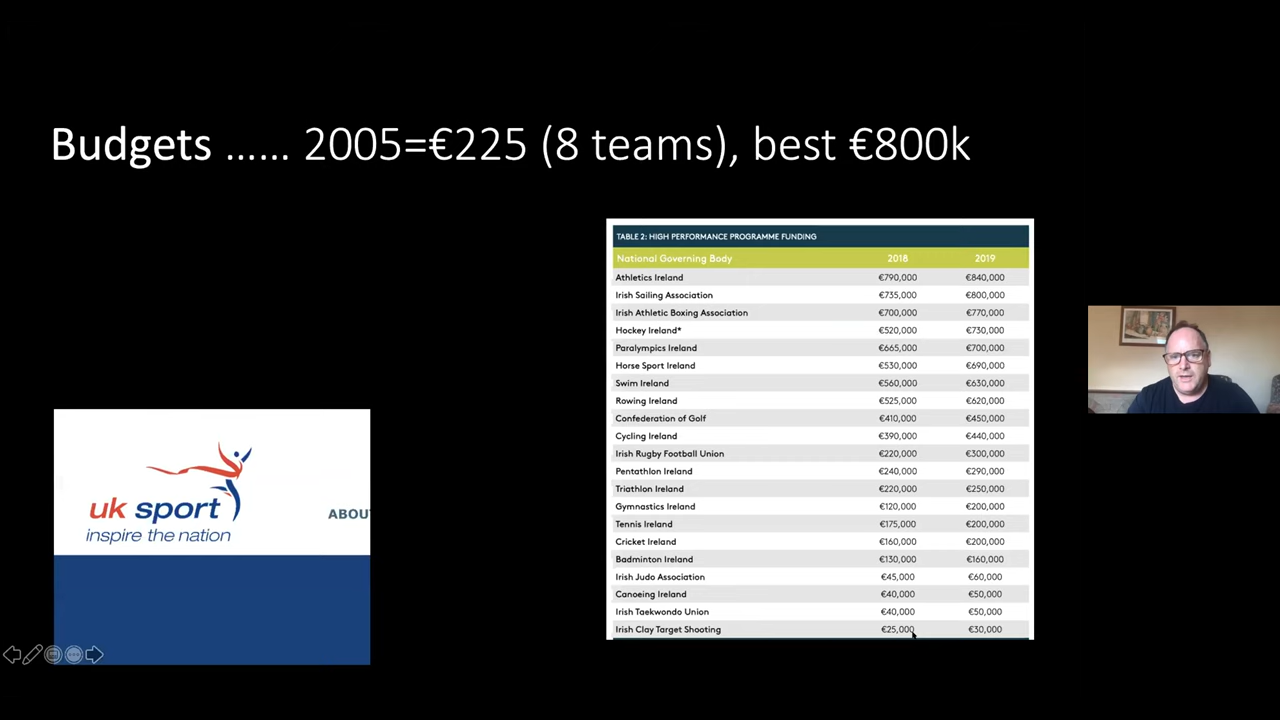 Budgets …… 2005=€225 (8 teams), best €800k
TABLE 2: HIGH PERFORMANCE PROGRAMME FUNDING
National Governing Body 2018 2019
Athletics Ireland €790,000 €840,000
Irish Sailing Association €735,000 €800,000
Irish Athletic Boxing Association €700,000 €770,000
Hockey Ireland* €520,000 €730,000
Paralympics Ireland €665,000 €700,000
Horse Sport Ireland €530,000 €690,000
Swim Ireland €560,000 €630,000
Rowing Ireland €525,000 €620,000
Confederation of Golf €410,000 €450,000
Cycling Ireland €390,000 €440,000
Irish Rugby Football Union €220,000 €300,000
Pentathlon Ireland €240,000 €290,000
Triathlon Ireland €220,000 €250,000
Gymnastics Ireland €120,000 €200,000
Tennis Ireland €175,000 €200,000
Cricket Ireland €160,000 €200,000
Badminton Ireland €130,000 €160,000
Irish Judo Association €45,000 €60,000
Canoeing Ireland €40,000 €50,000
Irish Taekwondo Union €40,000 €50,000
Irish Clay Target Shooting €25,000 €30,000
uk sport
inspire the nation
ABOU